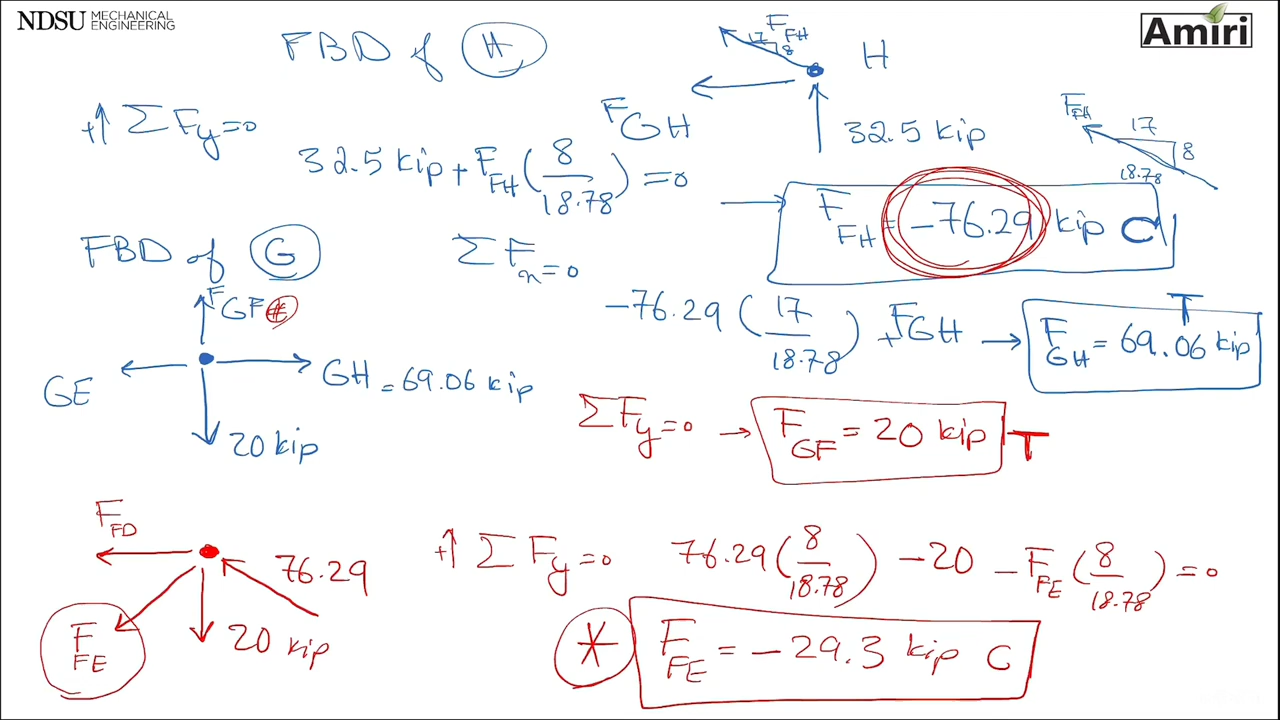 NDSU MECHANICAL ENGINEERING
Amiri
FBD of H
F_FH
17
8
H
F_GH
32.5 kip
F_FH
17
8
18.78
+↑ ΣFy=0
32.5 kip + F_FH (8/18.78) = 0
→ F_FH = -76.29 kip C
FBD of G
ΣFx=0
-76.29 (17/18.78) + F_GH → F_GH = 69.06 kip T
F_GF
GE
GH = 69.06 kip
20 kip
ΣFy=0 → F_GF = 20 kip T
F_FD
76.29
F_FE
20 kip
+↑ ΣFy=0 76.29 (8/18.78) - 20 - F_FE (8/18.78) = 0
* F_FE = -29.3 kip C